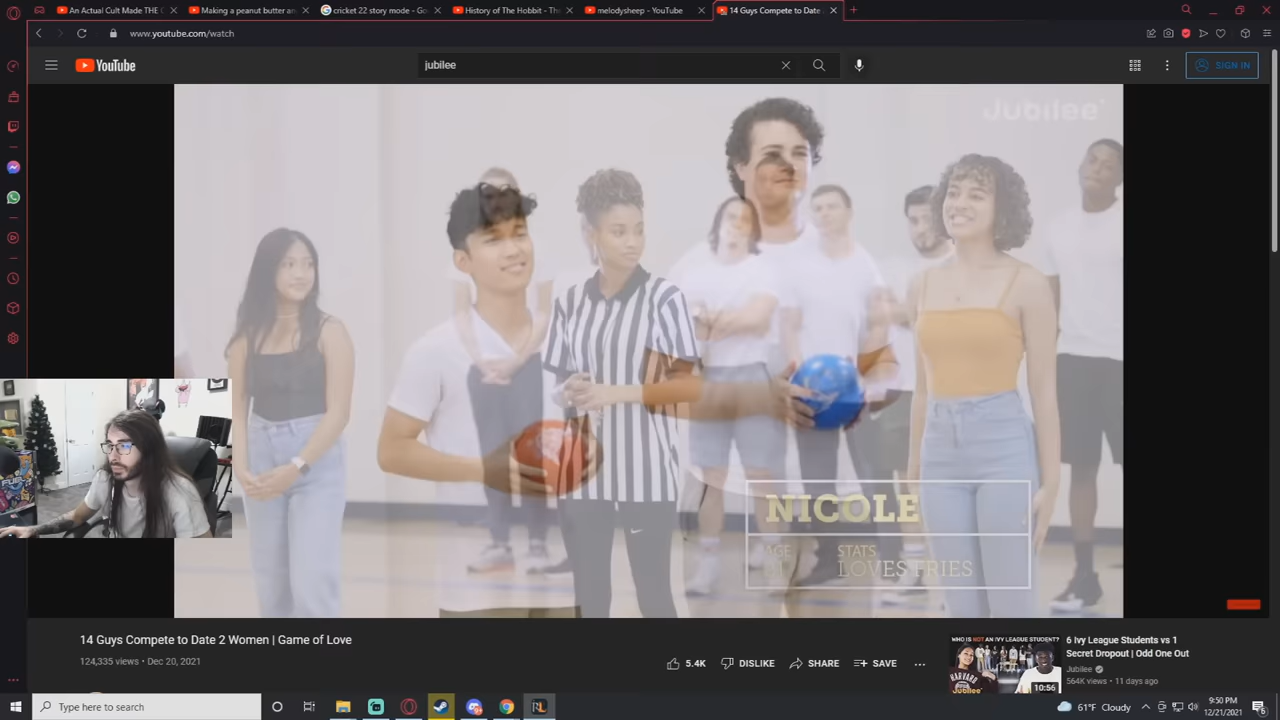 An Actual Cult Made THE
Making a peanut butter an
cricket 22 story mode - Go
History of The Hobbit - The
melodysheep - YouTube
14 Guys Compete to Date
www.youtube.com/watch
YouTube
jubilee
SIGN IN
Jubilee
NICOLE
AGE
STATS
LOVES FRIES
14 Guys Compete to Date 2 Women | Game of Love
124,335 views • Dec 20, 2021
5.4K
DISLIKE
SHARE
SAVE
WHO IS NOT AN IVY LEAGUE STUDENT?
HARVARD
Jubilee
10:56
6 Ivy League Students vs 1
Secret Dropout | Odd One Out
Jubilee
564K views • 11 days ago
Type here to search
61°F Cloudy
9:50 PM
12/21/2021